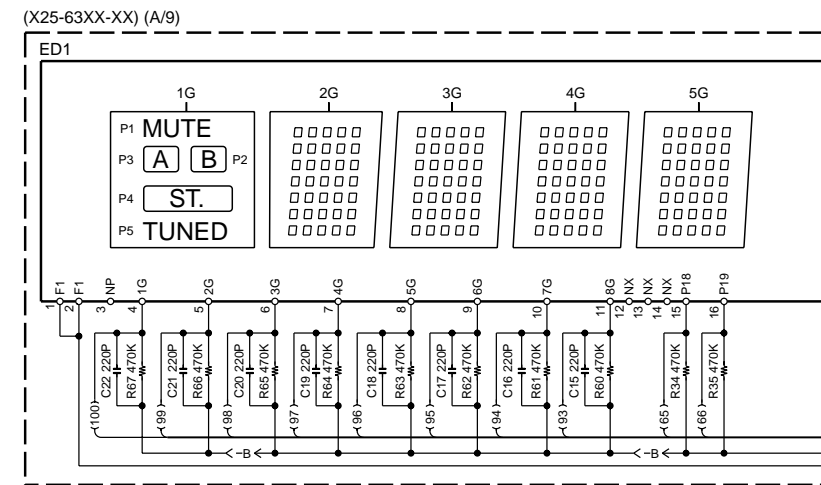 (X25-63XX-XX) (A/9)
ED1
1G 2G 3G 4G 5G
P1 MUTE
P3 A B P2
P4 ST.
P5 TUNED
F1 F1 NP 1G 2G 3G 4G 5G 6G 7G 8G NX NX NX P18 P19
1 2 3 4 5 6 7 8 9 10 11 12 13 14 15 16
C22 220P R67 470K C21 220P R66 470K C20 220P R65 470K C19 220P R64 470K C18 220P R63 470K C17 220P R62 470K C16 220P R61 470K C15 220P R60 470K R34 470K R35 470K
(100) 99 98 97 96 95 94 93 65 66
-B -B